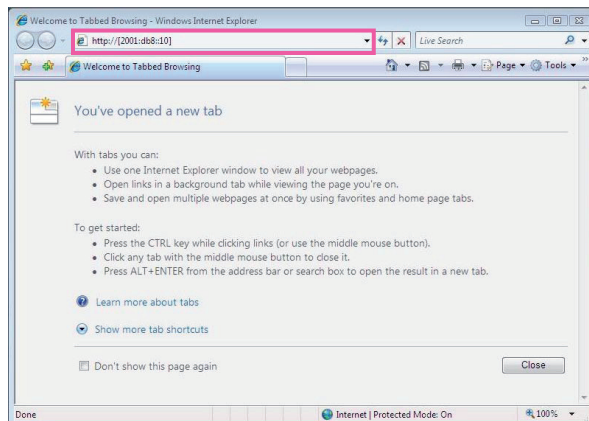 Welcome to Tabbed Browsing - Windows Internet Explorer
http://[2001:db8::10]
Live Search
Welcome to Tabbed Browsing
Page
Tools
You've opened a new tab
With tabs you can:
Use one Internet Explorer window to view all your webpages.
Open links in a background tab while viewing the page you're on.
Save and open multiple webpages at once by using favorites and home page tabs.
To get started:
Press the CTRL key while clicking links (or use the middle mouse button).
Click any tab with the middle mouse button to close it.
Press ALT+ENTER from the address bar or search box to open the result in a new tab.
Learn more about tabs
Show more tab shortcuts
Don't show this page again
Close
Done
Internet | Protected Mode: On
100%